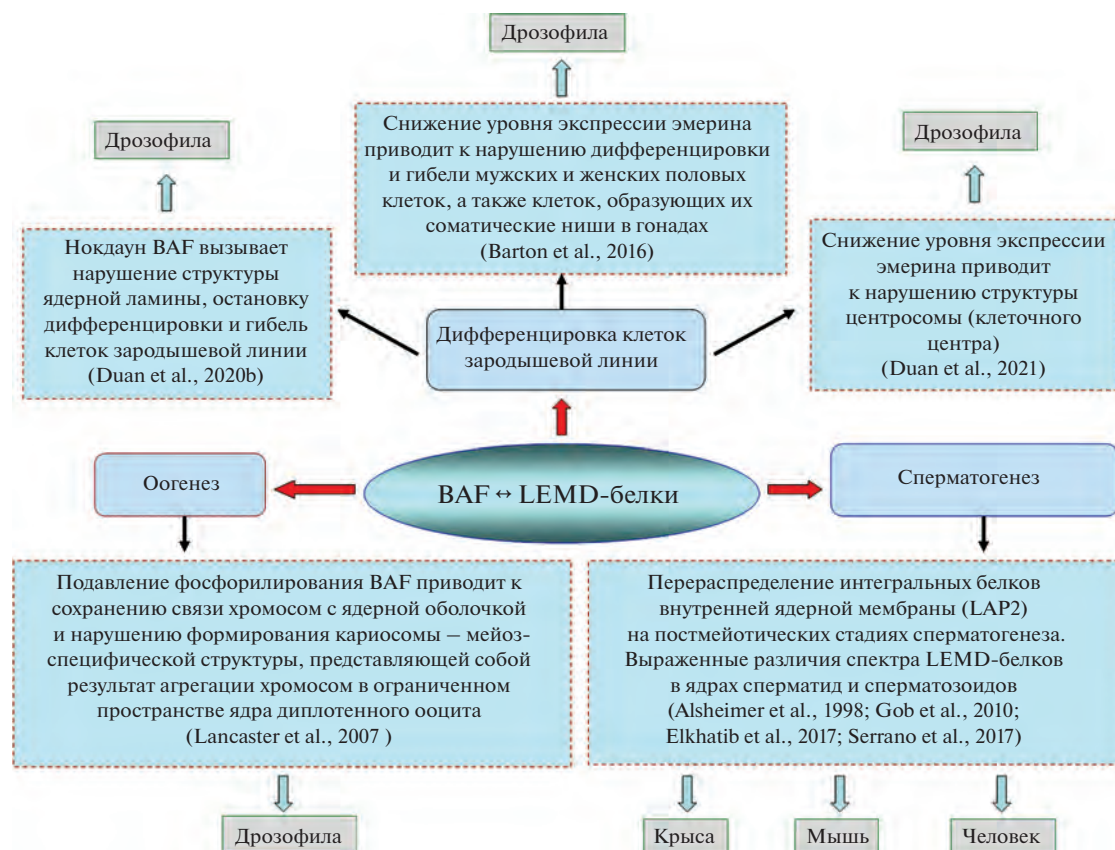 Дрозофила
Дрозофила
Дрозофила
Снижение уровня экспрессии эмерина
приводит к нарушению дифференцировки
и гибели мужских и женских половых
клеток, а также клеток, образующих их
соматические ниши в гонадах
(Barton et al., 2016)
Нокдаун BAF вызывает
нарушение структуры
ядерной ламины, остановку
дифференцировки и гибель
клеток зародышевой линии
(Duan et al., 2020b)
Снижение уровня экспрессии
эмерина приводит
к нарушению структуры
центросомы (клеточного
центра)
(Duan et al., 2021)
Дифференцировка клеток
зародышевой линии
Оогенез
BAF ↔ LEMD-белки
Сперматогенез
Подавление фосфорилирования BAF приводит к
сохранению связи хромосом с ядерной оболочкой
и нарушению формирования кариосомы – мейоз-
специфической структуры, представляющей собой
результат агрегации хромосом в ограниченном
пространстве ядра диплотенного ооцита
(Lancaster et al., 2007 )
Перераспределение интегральных белков
внутренней ядерной мембраны (LAP2)
на постмейотических стадиях сперматогенеза.
Выраженные различия спектра LEMD-белков
в ядрах сперматид и сперматозоидов
(Alsheimer et al., 1998; Gob et al., 2010;
Elkhatib et al., 2017; Serrano et al., 2017)
Дрозофила
Крыса
Мышь
Человек